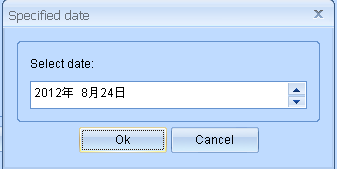 Specified date
Select date:
2012年 8月24日
Ok
Cancel